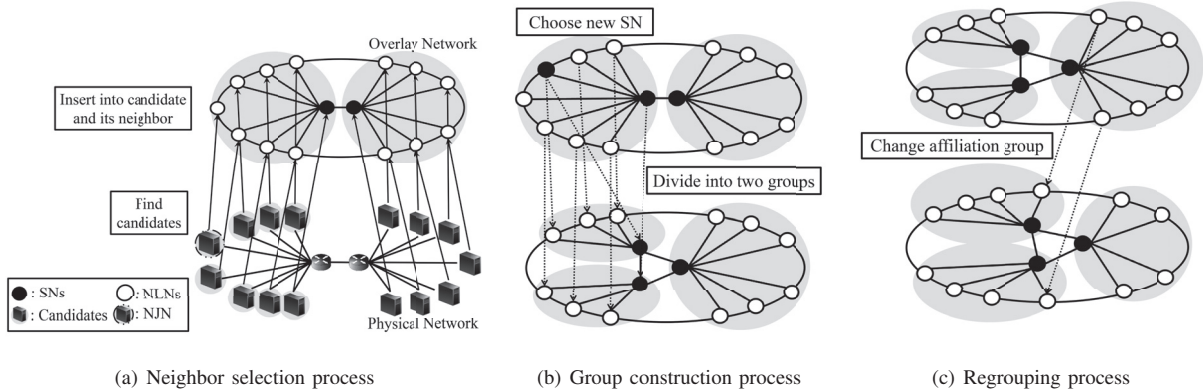 Overlay Network
Insert into candidate
and its neighbor
Find
candidates
: SNs
: NLNs
: Candidates
: NJN
Physical Network
(a) Neighbor selection process
Choose new SN
Divide into two groups
(b) Group construction process
Change affiliation group
(c) Regrouping process